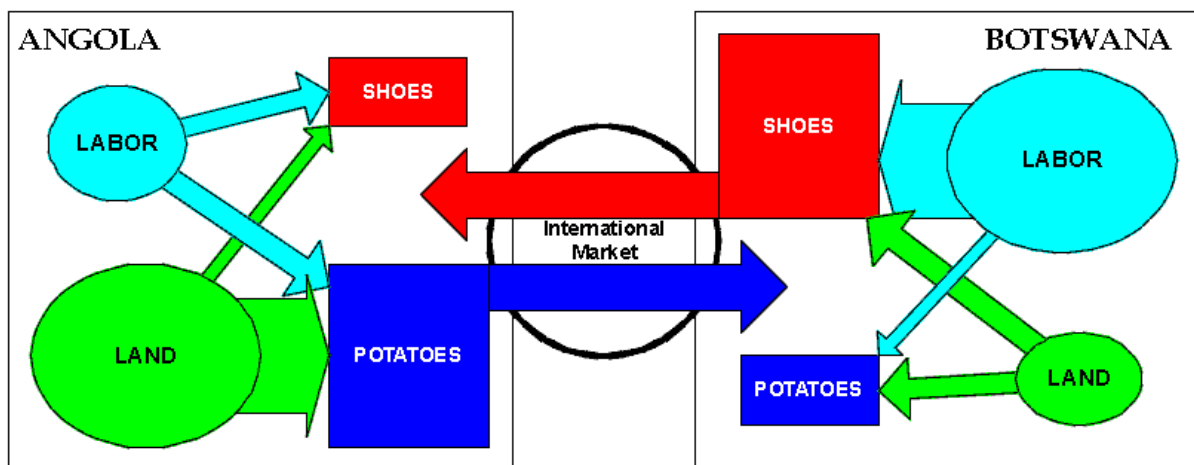 ANGOLA
LABOR
SHOES
LAND
POTATOES
International
Market
BOTSWANA
SHOES
LABOR
POTATOES
LAND